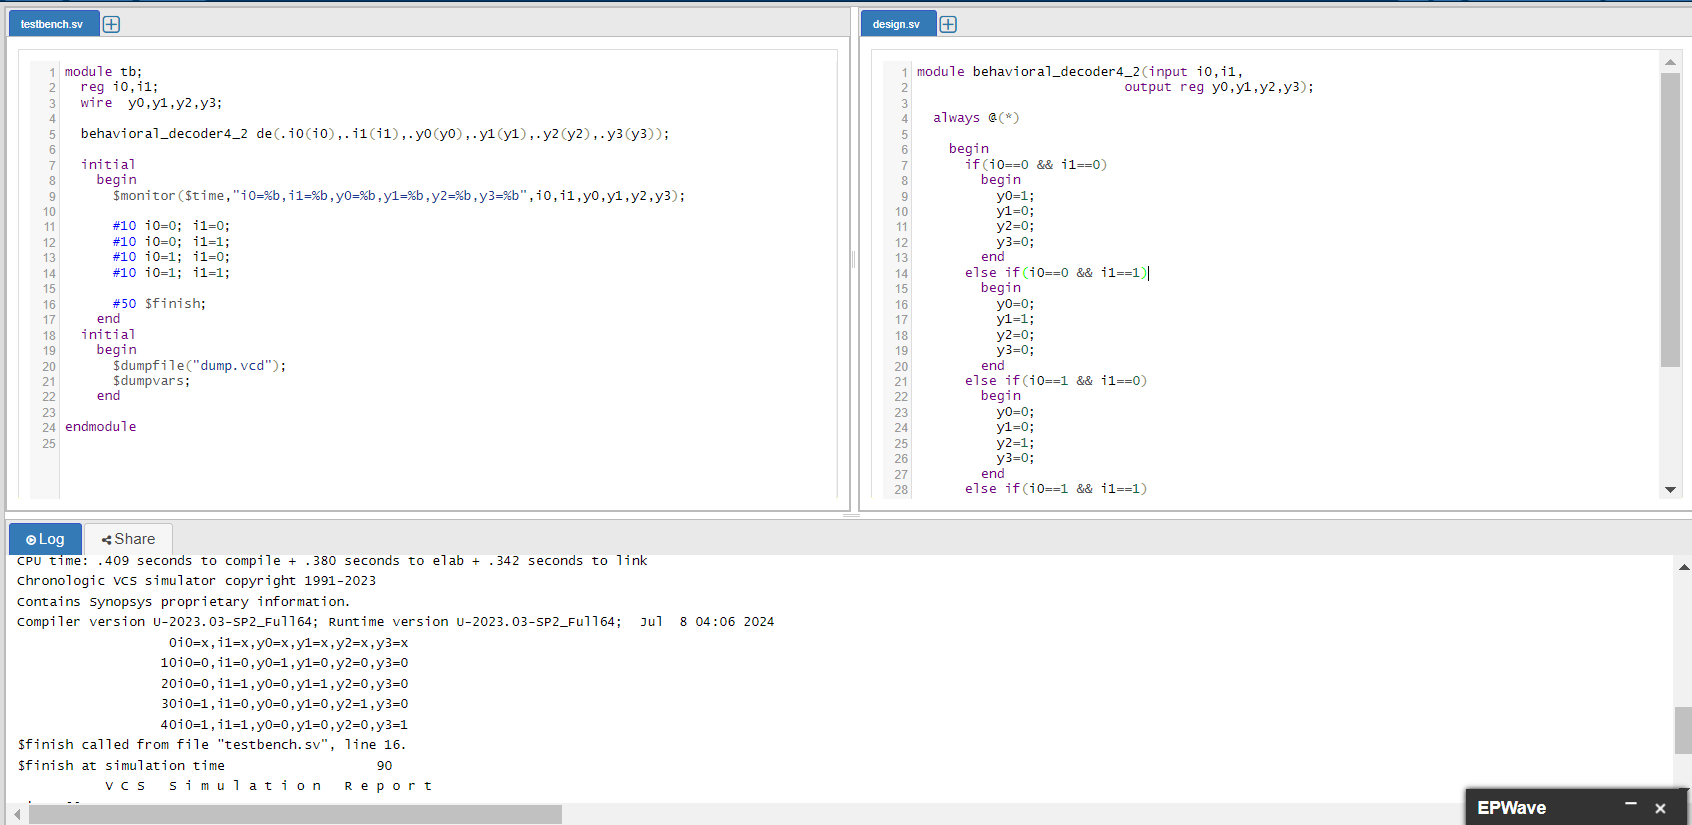 testbench.sv
1 module tb;
2   reg i0,i1;
3   wire  y0,y1,y2,y3;
4
5   behavioral_decoder4_2 de(.i0(i0),.i1(i1),.y0(y0),.y1(y1),.y2(y2),.y3(y3));
6
7   initial
8     begin
9       $monitor($time,"i0=%b,i1=%b,y0=%b,y1=%b,y2=%b,y3=%b",i0,i1,y0,y1,y2,y3);
10
11       #10 i0=0; i1=0;
12       #10 i0=0; i1=1;
13       #10 i0=1; i1=0;
14       #10 i0=1; i1=1;
15
16       #50 $finish;
17     end
18   initial
19     begin
20       $dumpfile("dump.vcd");
21       $dumpvars;
22     end
23
24 endmodule
25
design.sv
1 module behavioral_decoder4_2(input i0,i1,
2                           output reg y0,y1,y2,y3);
3
4   always @(*)
5
6     begin
7       if(i0==0 && i1==0)
8         begin
9           y0=1;
10           y1=0;
11           y2=0;
12           y3=0;
13         end
14       else if(i0==0 && i1==1)
15         begin
16           y0=0;
17           y1=1;
18           y2=0;
19           y3=0;
20         end
21       else if(i0==1 && i1==0)
22         begin
23           y0=0;
24           y1=0;
25           y2=1;
26           y3=0;
27         end
28       else if(i0==1 && i1==1)
Log
Share
CPU time: .409 seconds to compile + .380 seconds to elab + .342 seconds to link
Chronologic VCS simulator copyright 1991-2023
Contains Synopsys proprietary information.
Compiler version U-2023.03-SP2_Full64; Runtime version U-2023.03-SP2_Full64;  Jul  8 04:06 2024
                   0i0=x,i1=x,y0=x,y1=x,y2=x,y3=x
                  10i0=0,i1=0,y0=1,y1=0,y2=0,y3=0
                  20i0=0,i1=1,y0=0,y1=1,y2=0,y3=0
                  30i0=1,i1=0,y0=0,y1=0,y2=1,y3=0
                  40i0=1,i1=1,y0=0,y1=0,y2=0,y3=1
$finish called from file "testbench.sv", line 16.
$finish at simulation time                   90
           V C S   S i m u l a t i o n   R e p o r t
EPWave